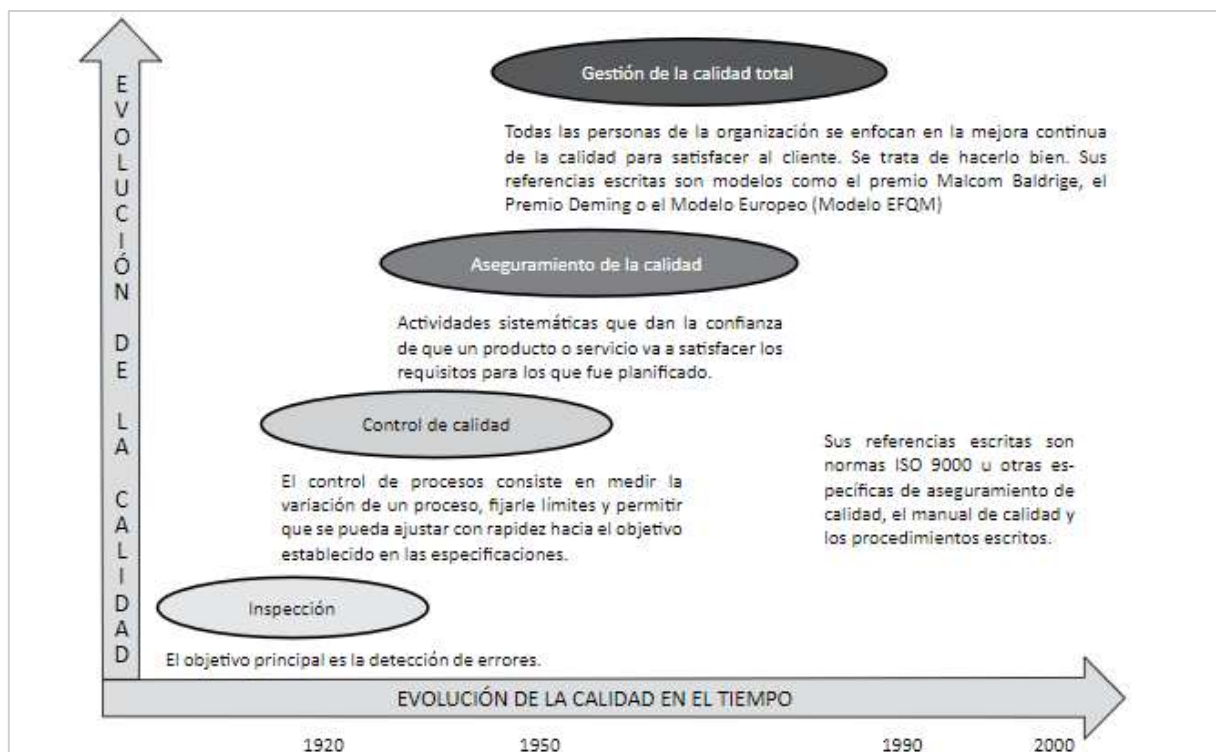 EVOLUCIÓN DE LA CALIDAD
Gestión de la calidad total
Todas las personas de la organización se enfocan en la mejora continua
de la calidad para satisfacer al cliente. Se trata de hacerlo bien. Sus
referencias escritas son modelos como el premio Malcom Baldrige, el
Premio Deming o el Modelo Europeo (Modelo EFQM)
Aseguramiento de la calidad
Actividades sistemáticas que dan la confianza
de que un producto o servicio va a satisfacer los
requisitos para los que fue planificado.
Control de calidad
El control de procesos consiste en medir la
variación de un proceso, fijarle límites y permitir
que se pueda ajustar con rapidez hacia el objetivo
establecido en las especificaciones.
Sus referencias escritas son
normas ISO 9000 u otras es-
pecíficas de aseguramiento de
calidad, el manual de calidad y
los procedimientos escritos.
Inspección
El objetivo principal es la detección de errores.
EVOLUCIÓN DE LA CALIDAD EN EL TIEMPO
1920 1950 1990 2000